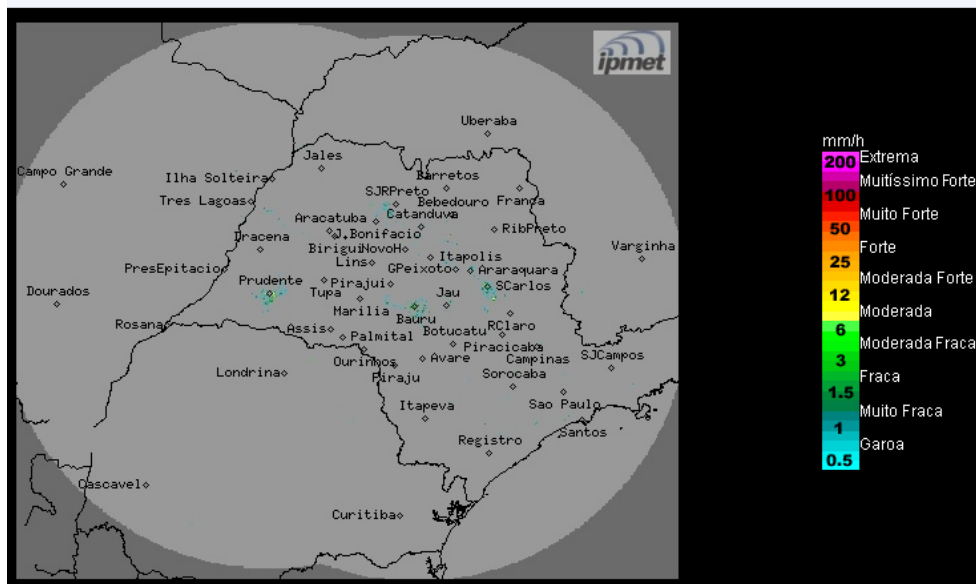 ipmet
Uberaba
Jales
Campo Grande
Ilha Solteira
Barretos
SJRPreto
Tres Lagoas
Bebedouro
Franca
Catanduva
Aracatuba
J.Bonifacio
RibPreto
Dracena
Birigui
Novo
Varginha
Itapolis
Lins
PresEpitacio
GPeixoto
Araraquara
Prudente
Pirajui
SCarlos
Dourados
Tupa
Jau
Marilia
Bauru
Rosana
Assis
Botucatu
RClaro
Palmital
Piracicaba
Ourinhos
Avare
Campinas
SJCampos
Londrina
Piraju
Sorocaba
Itapeva
Sao Paulo
Santos
Registro
Cascavel
Curitiba
mm/h
200 Extrema
Muitíssimo Forte
100
Muito Forte
50
Forte
25
Moderada Forte
12
Moderada
6
Moderada Fraca
3
Fraca
1.5
Muito Fraca
1
Garoa
0.5